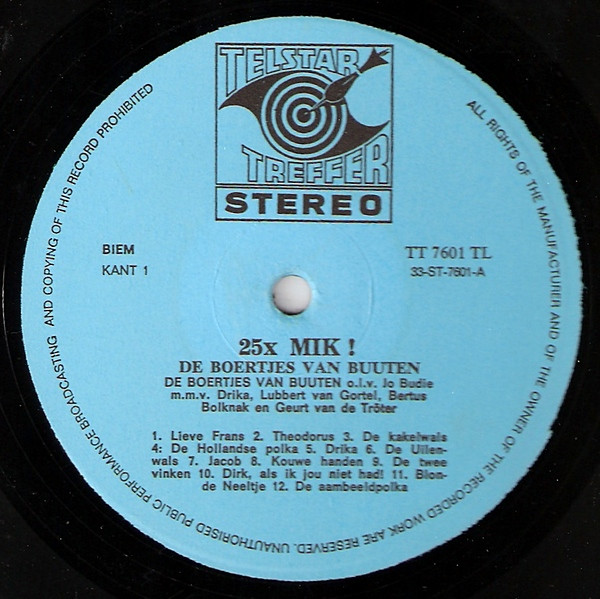 TELSTAR
TREFFER
STEREO
ALL RIGHTS OF THE MANUFACTURER AND OF THE OWNER OF THE RECORDED WORK ARE RESERVED. UNAUTHORISED PUBLIC PERFORMANCE BROADCASTING AND COPYING OF THIS RECORD PROHIBITED
BIEM
KANT 1
TT 7601 TL
33-ST-7601-A
25x MIK !
DE BOERTJES VAN BUUTEN
DE BOERTJES VAN BUUTEN o.l.v. Jo Budie
m.m.v. Drika, Lubbert van Gortel, Bertus
Bolknak en Geurt van de Tröter
1. Lieve Frans 2. Theodorus 3. De kakelwals
4: De Hollandse polka 5. Drika 6. De Uilen-
wals 7. Jacob 8. Kouwe handen 9. De twee
vinken 10. Dirk, als ik jou niet had! 11. Blon-
de Neeltje 12. De aambeeldpolka